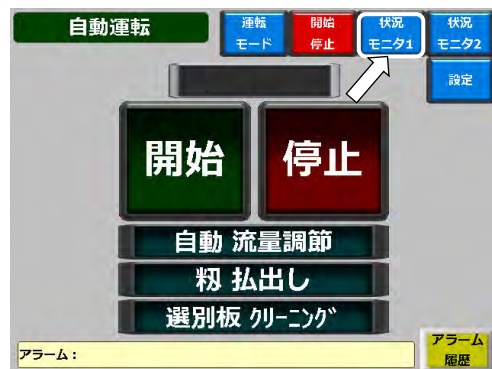 自動運転
運転
モード
開始
停止
状況
モニタ1
状況
モニタ2
設定
開始
停止
自動 流量調節
籾 払出し
選別板 クリーニング
アラーム：
アラーム
履歴